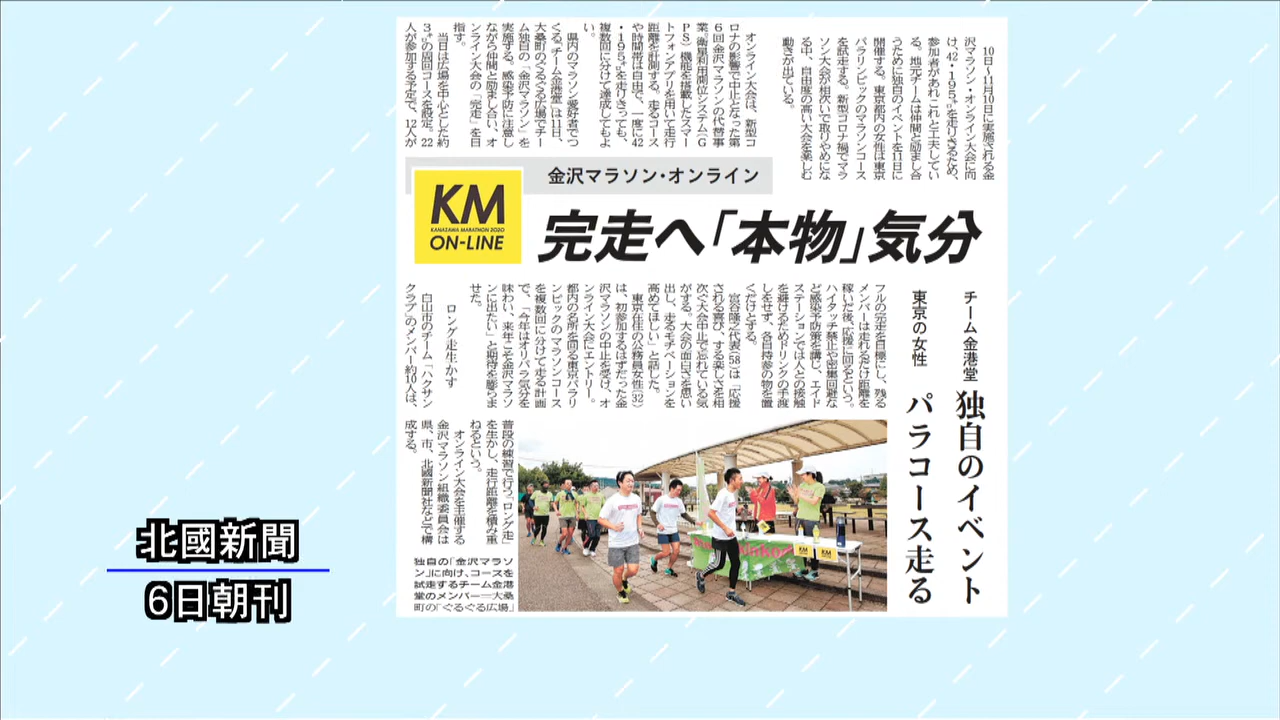 金沢マラソン・オンライン
KM
KANAZAWA MARATHON 2020
ON-LINE
完走へ「本物」気分
チーム金港堂 独自のイベント
東京の女性 パラコース走る
10日〜11月10日に実施される金
沢マラソン・オンライン大会に向
け、42・195㌔を走りきるため、
参加者があれこれと工夫してい
る。地元チームは仲間と励まし合
うために独自のイベントを11日に
開催する。東京都内の女性は東京
パラリンピックのマラソンコース
を試走する。新型コロナ禍でマラ
ソン大会が相次いで取りやめにな
る中、自由度の高い大会を楽しむ
動きが出ている。
オンライン大会は、新型コ
ロナの影響で中止となった第
6回金沢マラソンの代替事
業。衛星利用測位システム(G
PS)機能を搭載したスマー
トフォンアプリを用いて走行
距離を計測する。走るコース
や時間帯は自由で、一度に42
・195㌔を走りきっても、
複数回に分けて達成してもよ
い。
県内のマラソン愛好者でつ
くる「チーム金港堂」は11日、
大桑町のぐるぐる広場でチー
ム独自の「金沢マラソン」を
実施する。感染予防に注意し
ながら仲間と励まし合い、オ
ンライン大会の「完走」を目
指す。
当日は広場を中心とした約
3㌔の周回コースを設定。22
人が参加する予定で、12人が
フルの完走を目標にし、残る
メンバーは走れるだけ距離を
稼いだ後、応援に回るという。
ハイタッチ禁止や密集回避な
ど感染予防策を講じ、エイド
ステーションでは人との接触
を避けるためドリンクの手渡
しをせず、各自持参の物を置
くだけとする。
宮谷隆之代表(58)は「応援
される喜び、する楽しさを相
次ぐ大会中止で忘れている気
がする。大会の面白さを思い
出し、走るモチベーションを
高めてほしい」と話した。
東京在住の公務員女性(32)
は、初参加するはずだった金
沢マラソンの中止を受け、オ
ンライン大会にエントリー。
都内の名所を回る東京パラリ
ンピックのマラソンコース
を複数回に分けて走る計画
で、「今年はオリパラ気分を
味わい、来年こそ金沢マラソ
ンに出たい」と期待を膨らま
せた。
ロング走生かす
白山市のチーム「ハクサン
クラブ」のメンバー約10人は、
普段の練習で行う「ロング走」
を生かし、走行距離を積み重
ねるという。
オンライン大会を主催する
金沢マラソン組織委員会は
県、市、北國新聞社などで構
成する。
独自の「金沢マラソ
ン」に向け、コースを
試走するチーム金港
堂のメンバー=大桑
町の「ぐるぐる広場」
北國新聞
6日朝刊